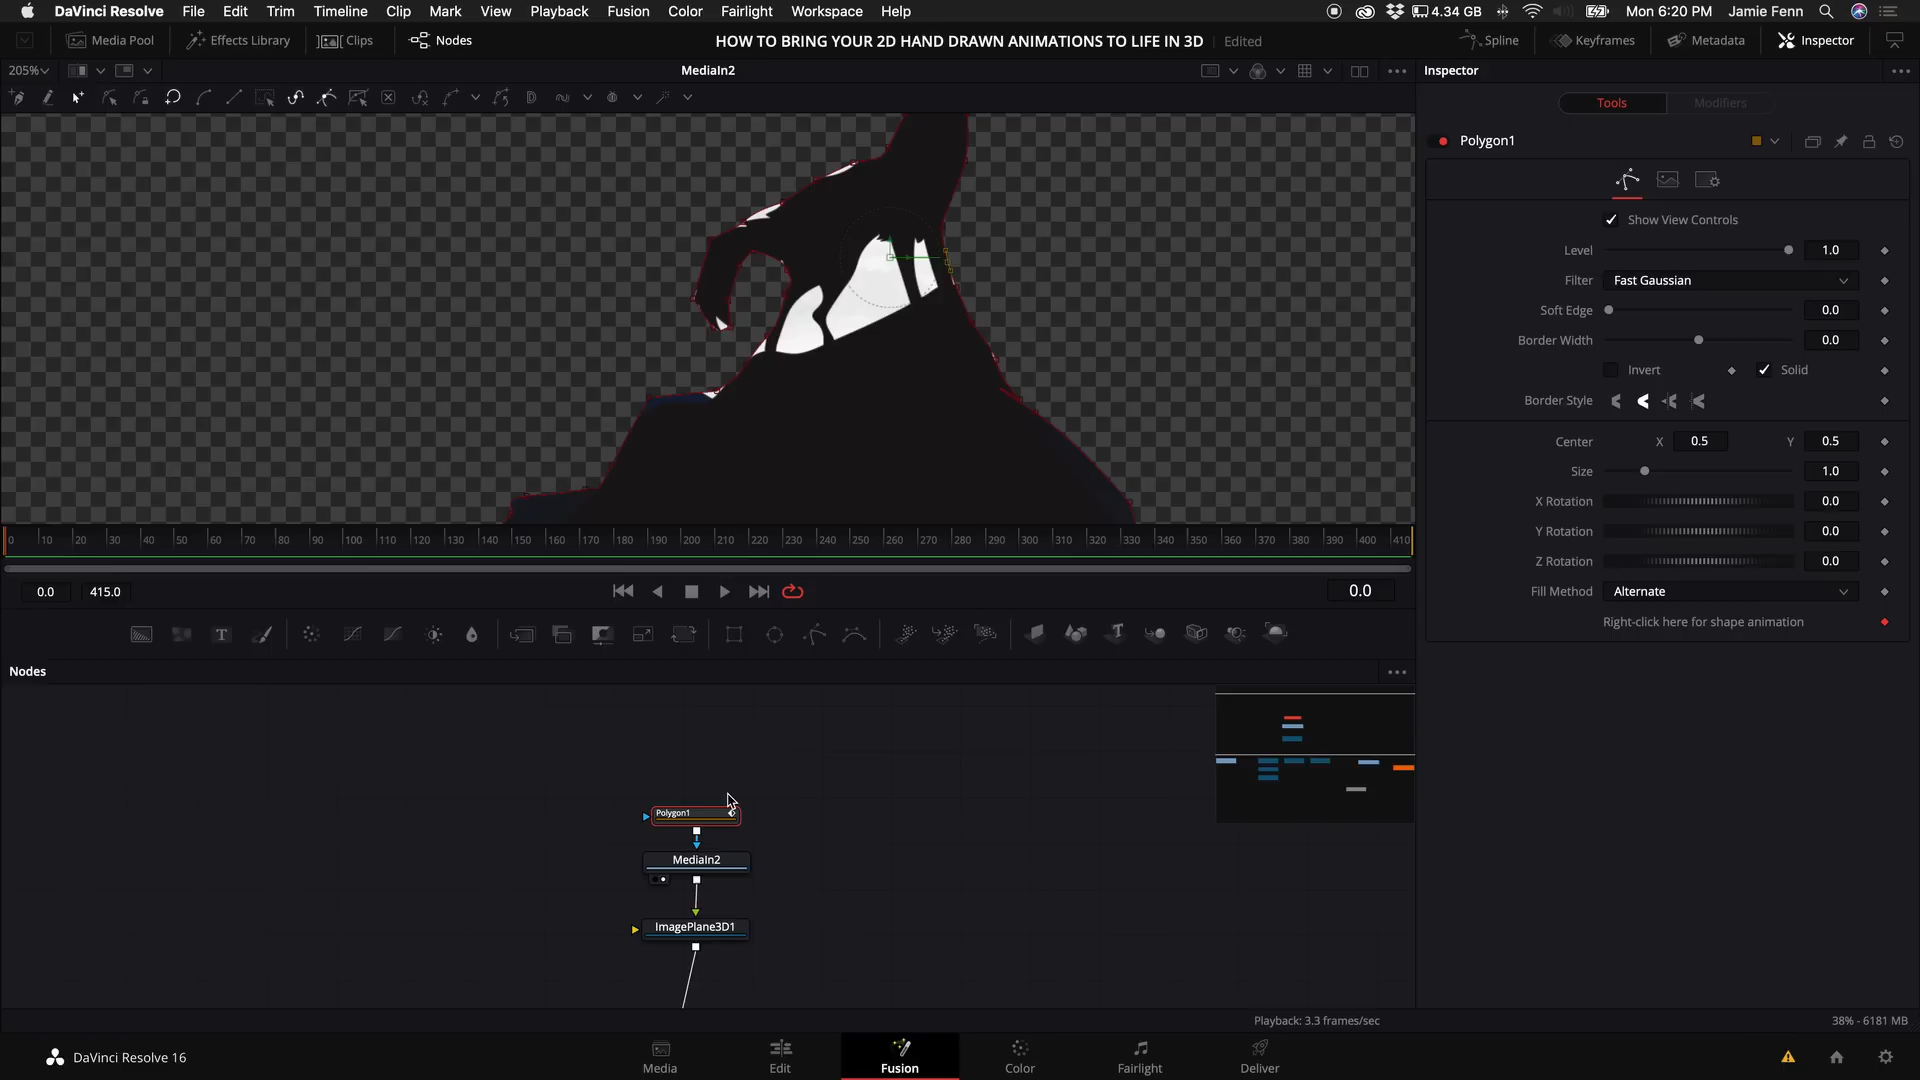 DaVinci Resolve File Edit Trim Timeline Clip Mark View Playback Fusion Color Fairlight Workspace Help 4.34 GB Mon 6:20 PM Jamie Fenn
Media Pool Effects Library Clips Nodes HOW TO BRING YOUR 2D HAND DRAWN ANIMATIONS TO LIFE IN 3D Edited Spline Keyframes Metadata Inspector
205% MediaIn2 Inspector
Tools Modifiers
Polygon1
Show View Controls
Level 1.0
Filter Fast Gaussian
Soft Edge 0.0
Border Width 0.0
Invert Solid
Border Style
Center X 0.5 Y 0.5
Size 1.0
X Rotation 0.0
Y Rotation 0.0
Z Rotation 0.0
Fill Method Alternate
Right-click here for shape animation
0 10 20 30 40 50 60 70 80 90 100 110 120 130 140 150 160 170 180 190 200 210 220 230 240 250 260 270 280 290 300 310 320 330 340 350 360 370 380 390 400 410
0.0 415.0 0.0
Nodes
Polygon1
MediaIn2
ImagePlane3D1
Playback: 3.3 frames/sec 38% - 6181 MB
DaVinci Resolve 16
Media Edit Fusion Color Fairlight Deliver